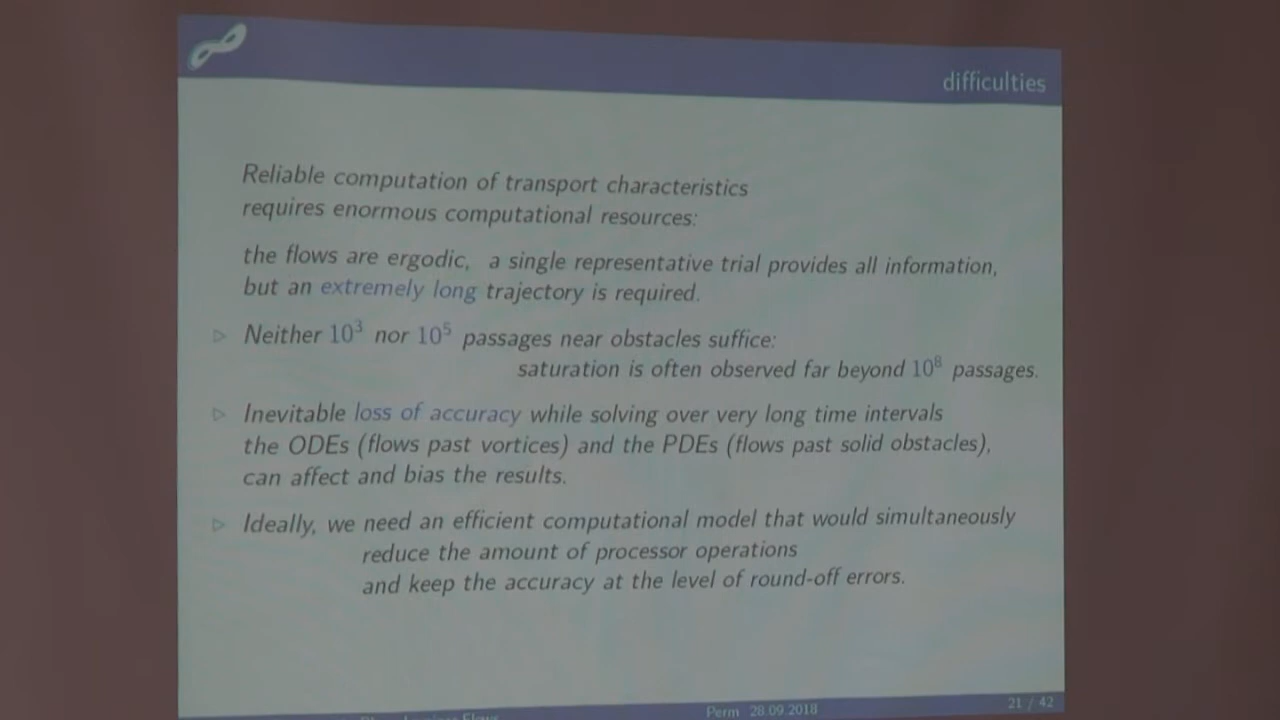 difficulties
Reliable computation of transport characteristics
requires enormous computational resources:
the flows are ergodic, a single representative trial provides all information,
but an extremely long trajectory is required.
▷ Neither 10³ nor 10⁵ passages near obstacles suffice:
saturation is often observed far beyond 10⁸ passages.
▷ Inevitable loss of accuracy while solving over very long time intervals
the ODEs (flows past vortices) and the PDEs (flows past solid obstacles),
can affect and bias the results.
▷ Ideally, we need an efficient computational model that would simultaneously
reduce the amount of processor operations
and keep the accuracy at the level of round-off errors.
Perm 28.09.2018 21 / 42